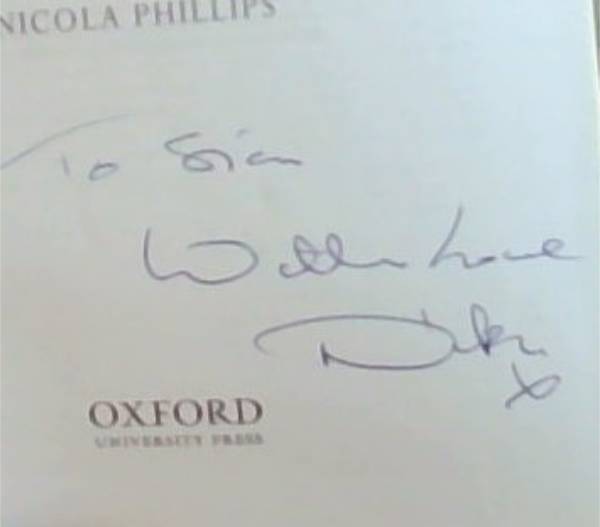 NICOLA PHILLIPS
To Sian
With love
x
OXFORD
UNIVERSITY PRESS